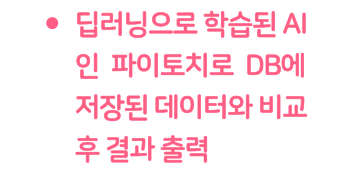 • 딥러닝으로 학습된 AI
인 파이토치로 DB에
저장된 데이터와 비교
후 결과 출력